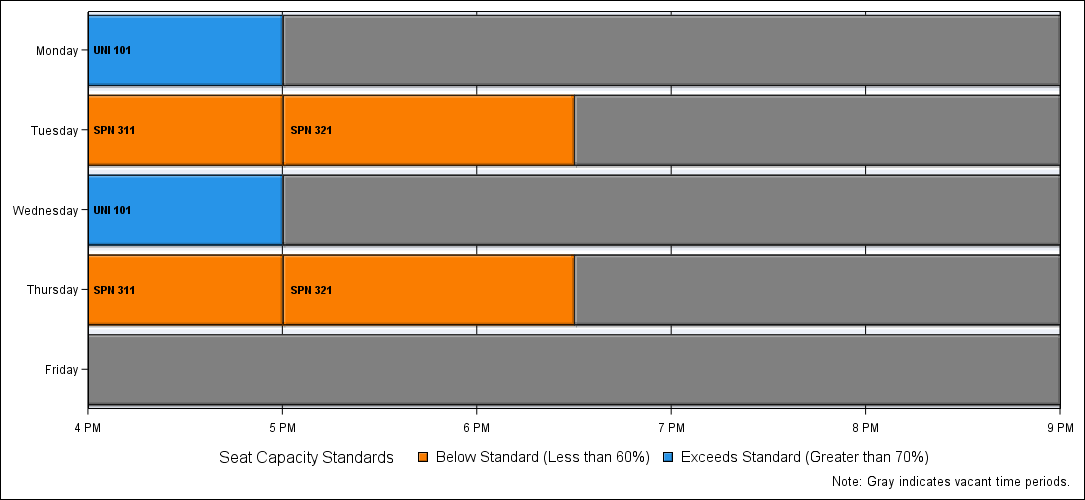 Monday
UNI 101
Tuesday
SPN 311
SPN 321
Wednesday
UNI 101
Thursday
SPN 311
SPN 321
Friday
4 PM 5 PM 6 PM 7 PM 8 PM 9 PM
Seat Capacity Standards Below Standard (Less than 60%) Exceeds Standard (Greater than 70%)
Note: Gray indicates vacant time periods.